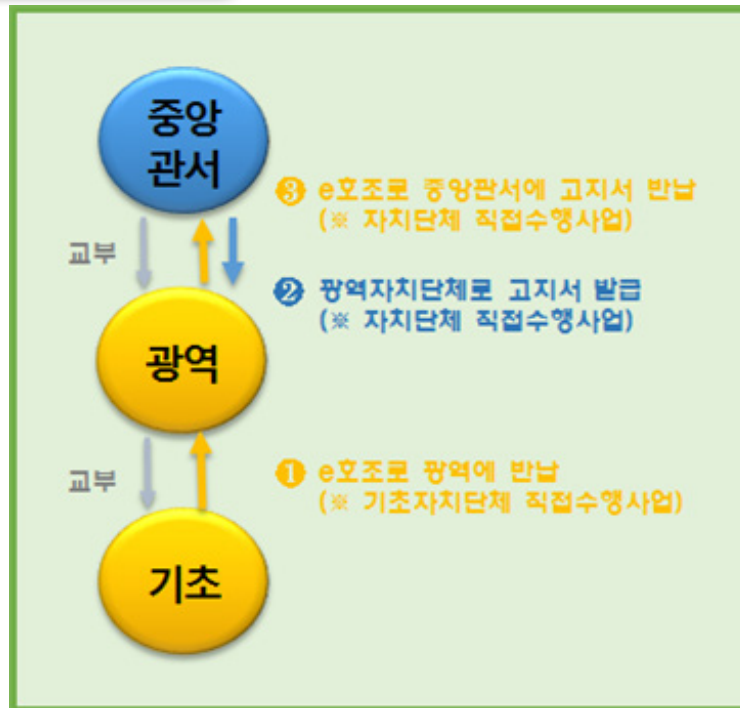 중앙
관서
❸ e호조로 중앙관서에 고지서 반납
(※ 자치단체 직접수행사업)
교부
❷ 광역자치단체로 고지서 발급
(※ 자치단체 직접수행사업)
광역
교부
❶ e호조로 광역에 반납
(※ 기초자치단체 직접수행사업)
기초